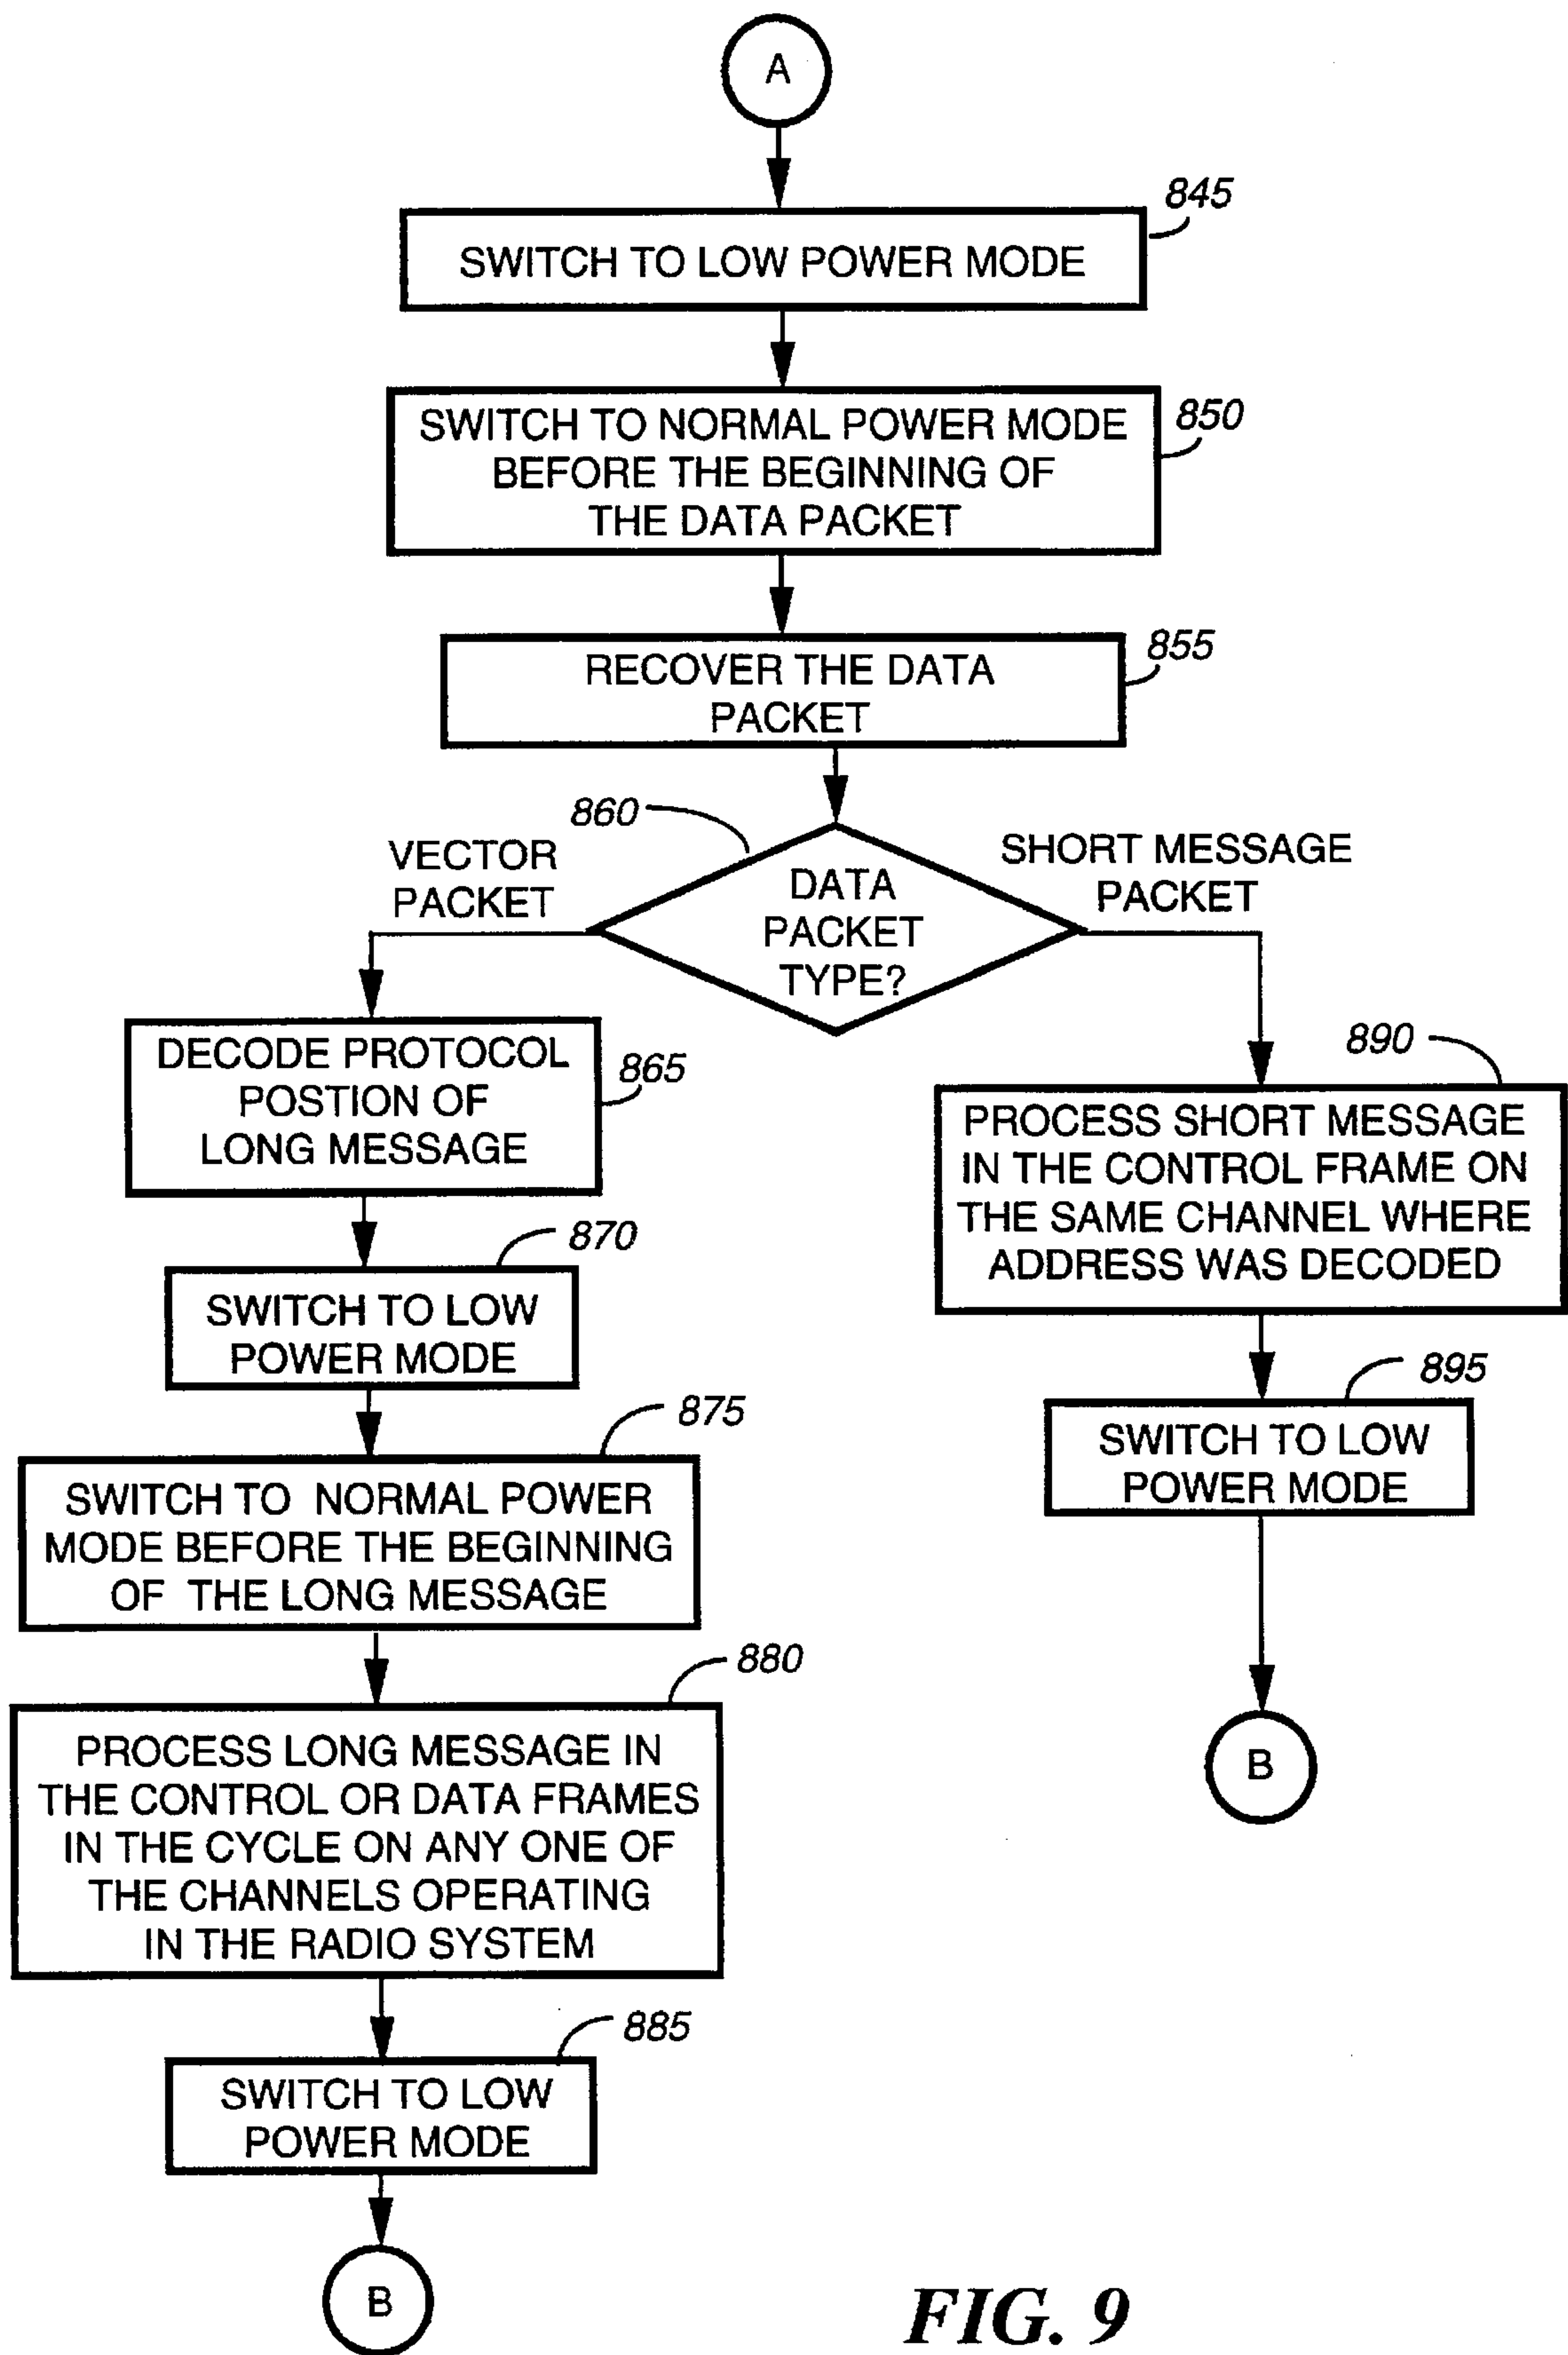 A
845
SWITCH TO LOW POWER MODE
850
SWITCH TO NORMAL POWER MODE
BEFORE THE BEGINNING OF
THE DATA PACKET
855
RECOVER THE DATA
PACKET
860
VECTOR
PACKET
DATA
PACKET
TYPE?
SHORT MESSAGE
PACKET
865
DECODE PROTOCOL
POSTION OF
LONG MESSAGE
870
SWITCH TO LOW
POWER MODE
875
SWITCH TO NORMAL POWER
MODE BEFORE THE BEGINNING
OF THE LONG MESSAGE
880
PROCESS LONG MESSAGE IN
THE CONTROL OR DATA FRAMES
IN THE CYCLE ON ANY ONE OF
THE CHANNELS OPERATING
IN THE RADIO SYSTEM
885
SWITCH TO LOW
POWER MODE
B
890
PROCESS SHORT MESSAGE
IN THE CONTROL FRAME ON
THE SAME CHANNEL WHERE
ADDRESS WAS DECODED
895
SWITCH TO LOW
POWER MODE
B
FIG. 9